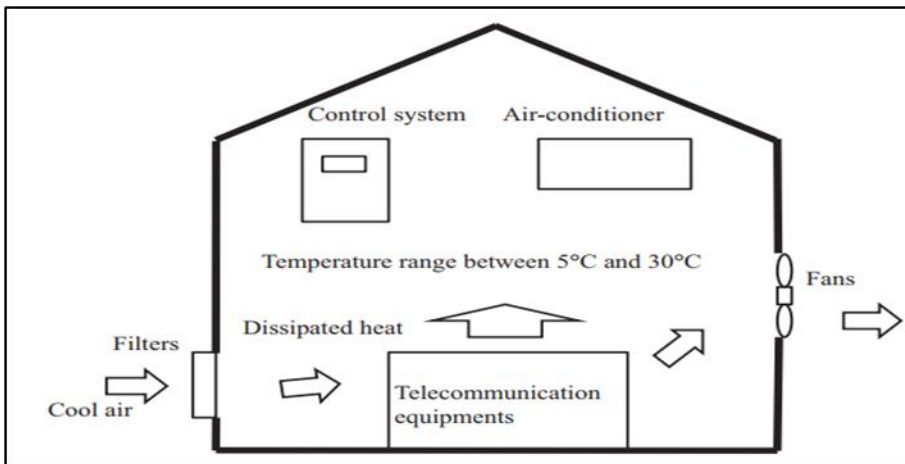 Control system
Air-conditioner
Temperature range between 5°C and 30°C
Fans
Dissipated heat
Filters
Cool air
Telecommunication
equipments